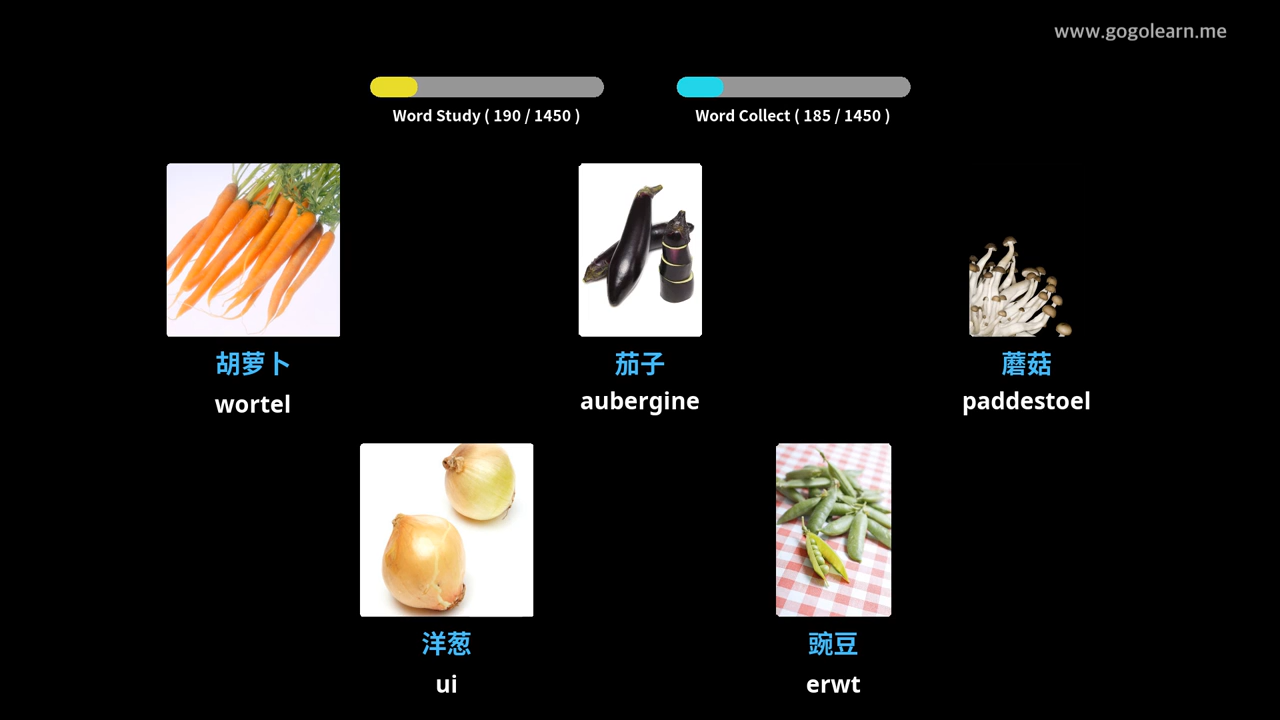 www.gogolearn.me
Word Study ( 190 / 1450 )
Word Collect ( 185 / 1450 )
胡萝卜
茄子
蘑菇
wortel
aubergine
paddestoel
洋葱
豌豆
ui
erwt